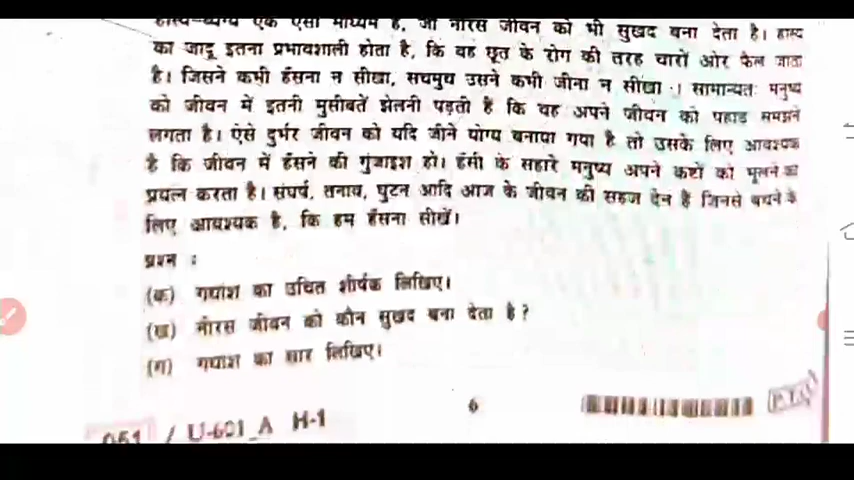 हास्य-व्यंग्य एक ऐसा माध्यम है, जो नीरस जीवन को भी सुखद बना देता है। हास्य
का जादू इतना प्रभावशाली होता है, कि वह छूत के रोग की तरह चारों ओर फैल जाता
है। जिसने कभी हँसना न सीखा, सचमुच उसने कभी जीना न सीखा । सामान्यतः मनुष्य
को जीवन में इतनी मुसीबतें झेलनी पड़ती हैं कि वह अपने जीवन को पहाड़ समझने
लगता है। ऐसे दुर्भर जीवन को यदि जीने योग्य बनाया गया है तो उसके लिए आवश्यक
है कि जीवन में हँसने की गुंजाइश हो। हँसी के सहारे मनुष्य अपने कष्टों को भूलने का
प्रयत्न करता है। संघर्ष, तनाव, घुटन आदि आज के जीवन की सहज देन हैं जिनसे बचने के
लिए आवश्यक है, कि हम हँसना सीखें।
प्रश्न :
(क) गद्यांश का उचित शीर्षक लिखिए।
(ख) नीरस जीवन को कौन सुखद बना देता है?
(ग) गद्यांश का सार लिखिए।
051 / U-601_A H-1
6
P.T.O.